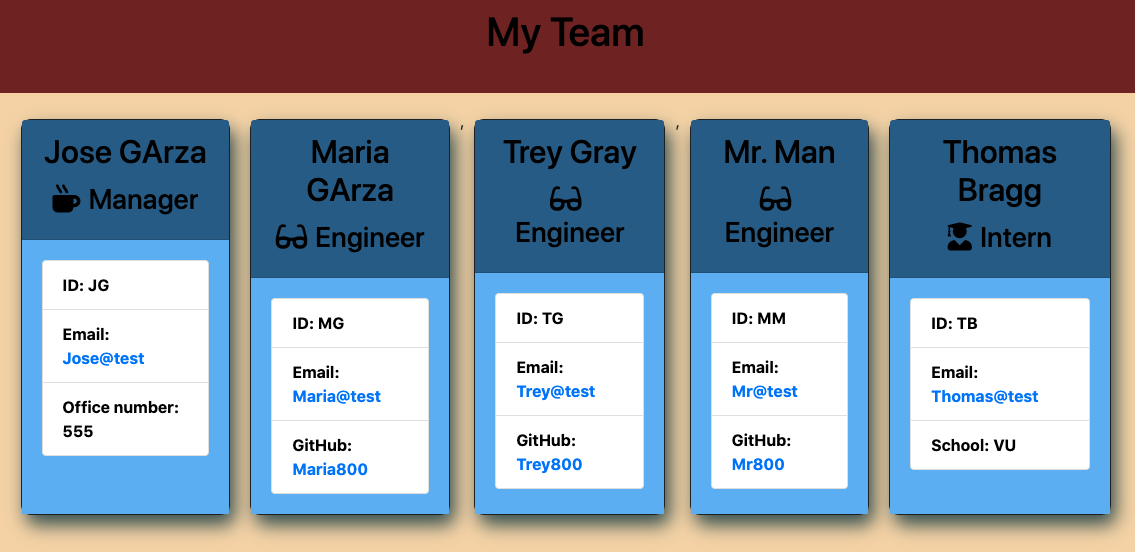 My Team
Jose GArza
Manager
ID: JG
Email:
Jose@test
Office number:
555
Maria
GArza
Engineer
ID: MG
Email:
Maria@test
GitHub:
Maria800
,
Trey Gray
Engineer
ID: TG
Email:
Trey@test
GitHub:
Trey800
,
Mr. Man
Engineer
ID: MM
Email:
Mr@test
GitHub:
Mr800
Thomas
Bragg
Intern
ID: TB
Email:
Thomas@test
School: VU